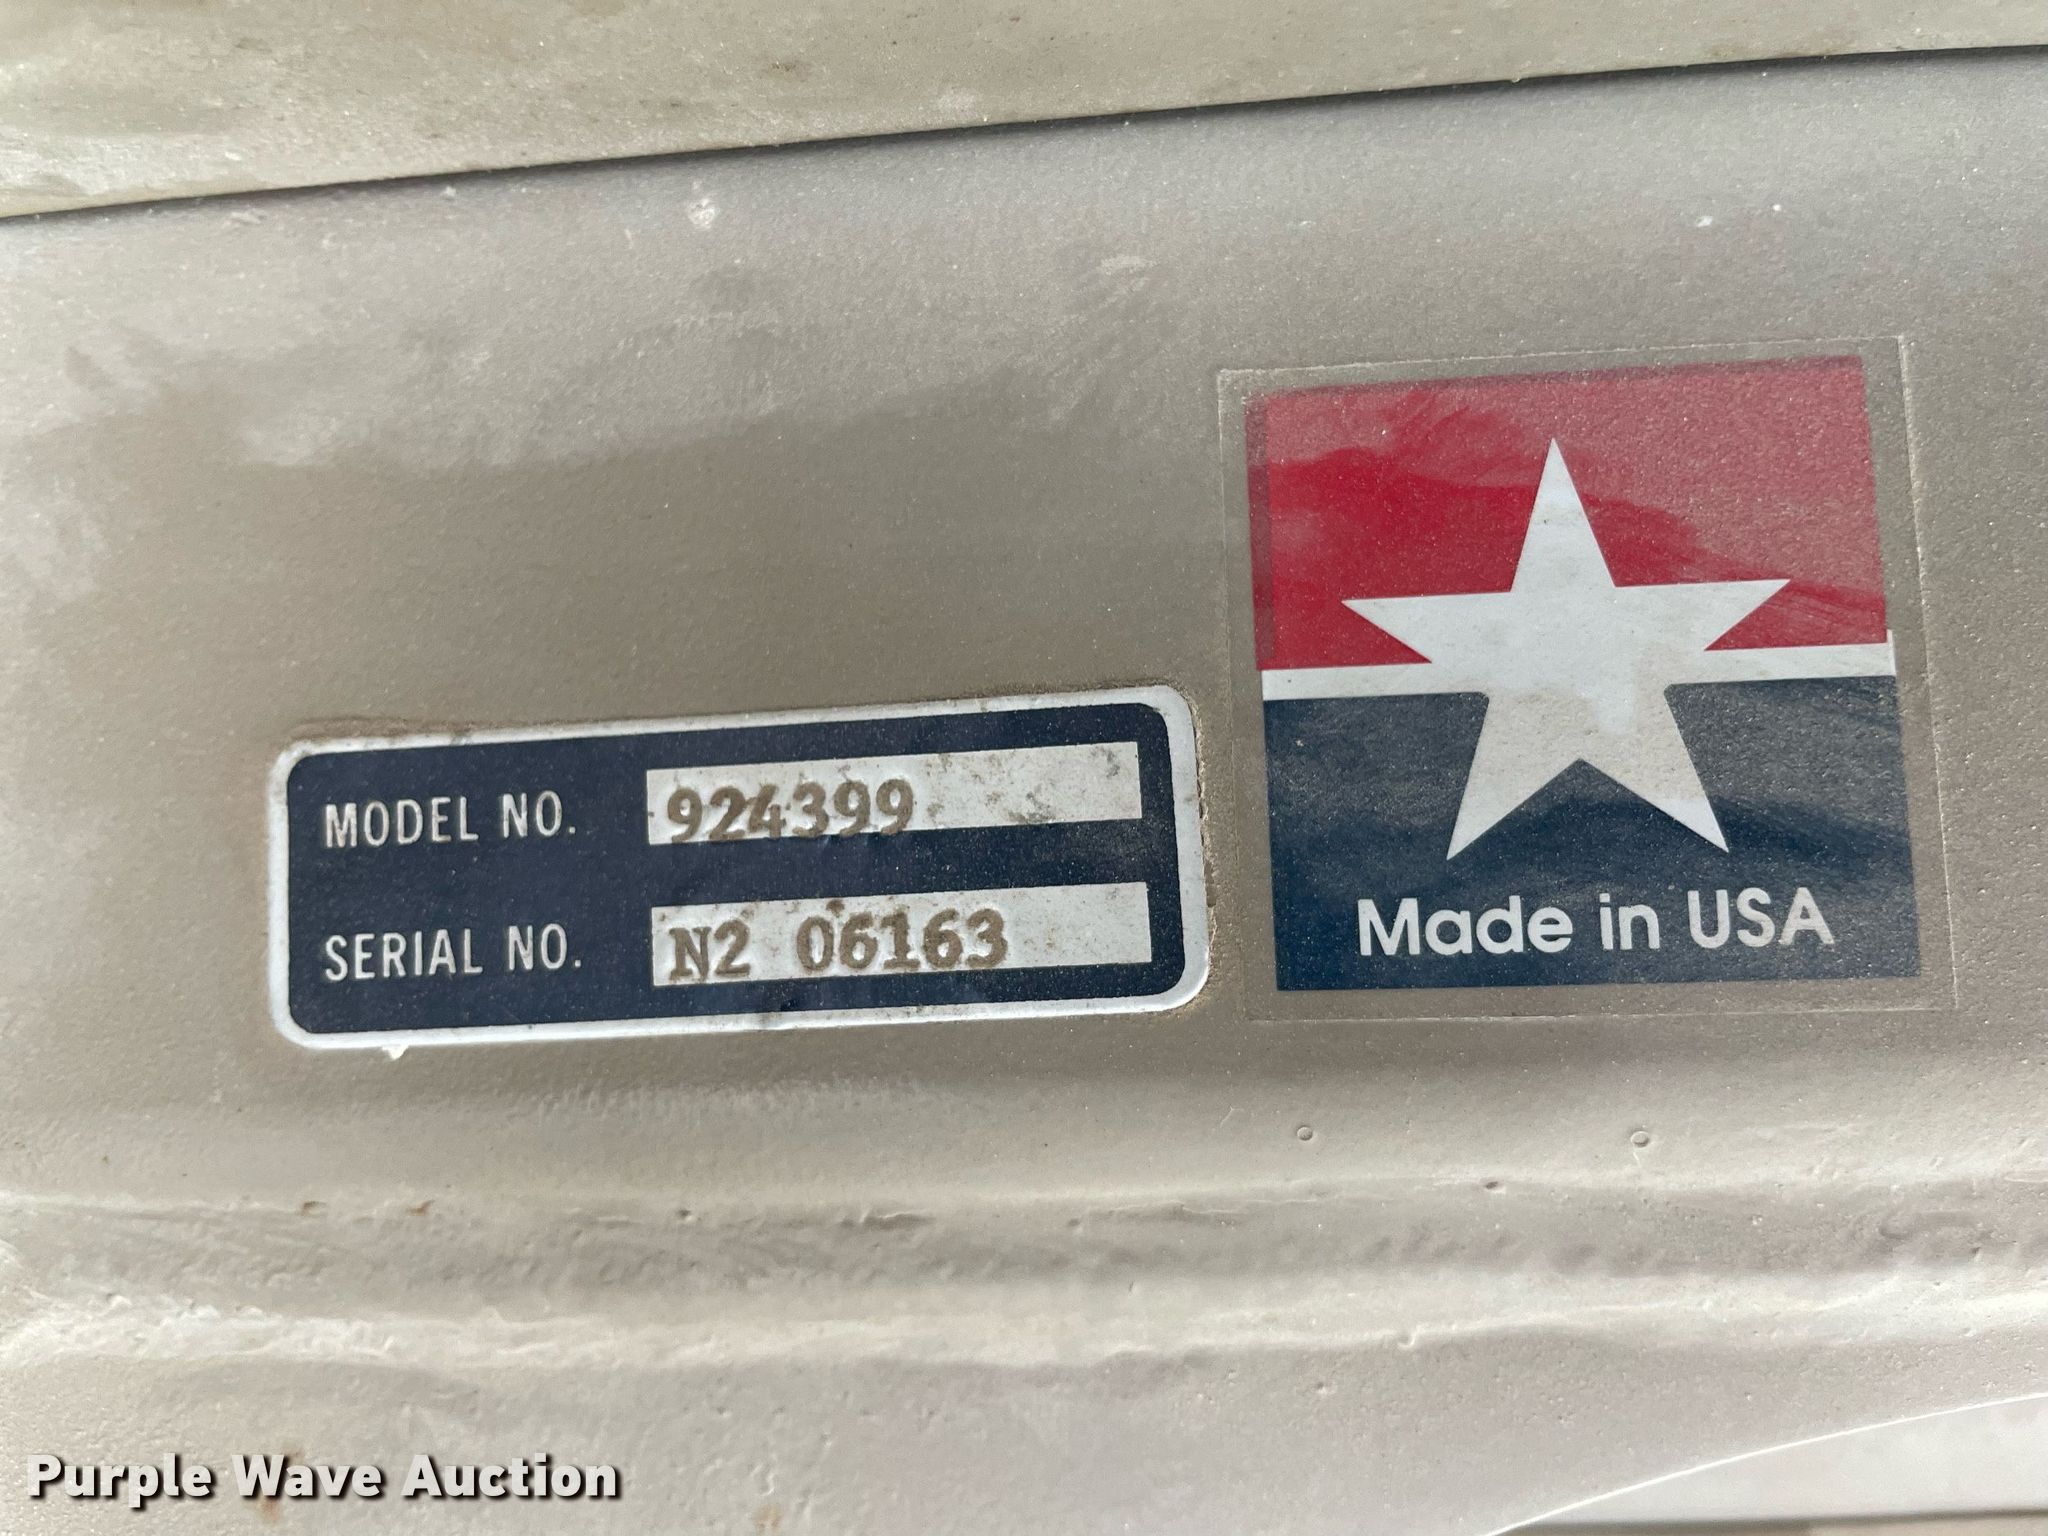 MODEL NO. 924399
SERIAL NO. N2 06163
Made in USA
Purple Wave Auction